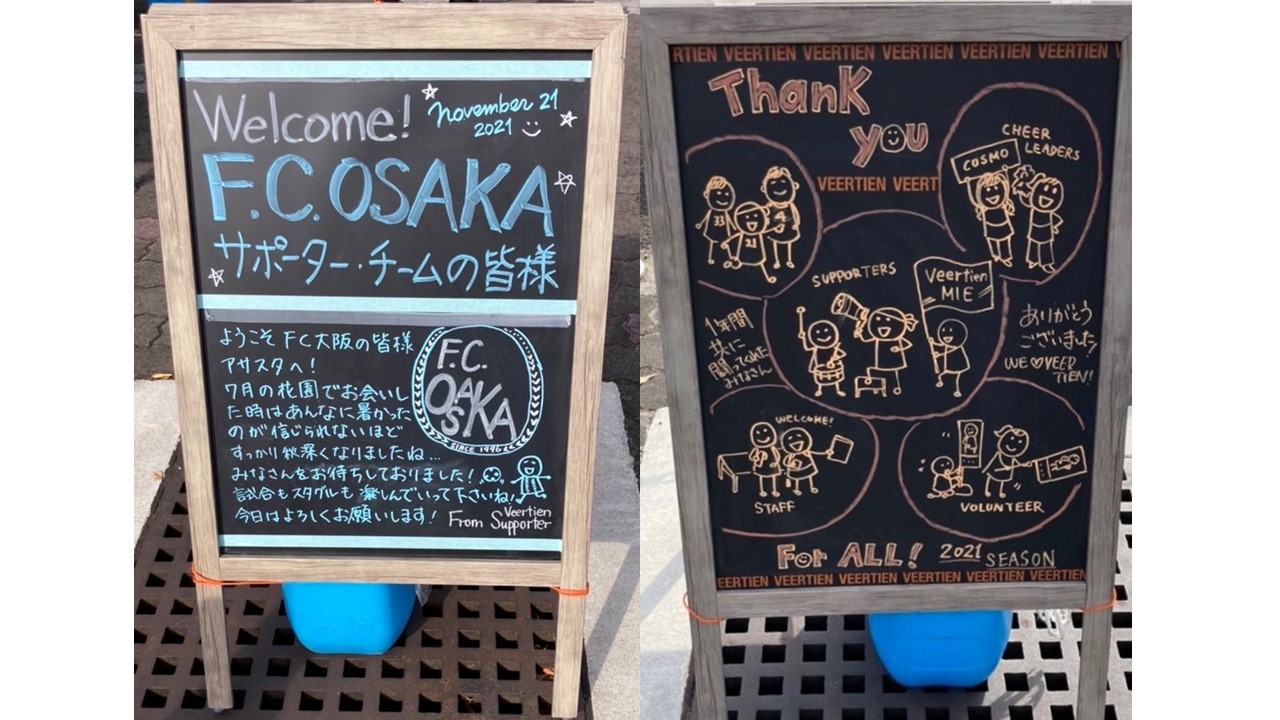 Welcome!
November 21
2021
F.C. OSAKA
サポーター・チームの皆様
ようこそ FC大阪の皆様
アサスタへ!
7月の花園でお会いし
た時はあんなに暑かった
のが信じられないほど
すっかり秋深くなりましたね…
みなさんをお待ちしておりました!
試合もスタグルも楽しんでいって下さいね!
今日はよろしくお願いします!
F.C.
OSAKA
SINCE 1996
From Veertien Supporter
RTIEN VEERTIEN VEERTIEN VEERTIEN VEERTIEN VEERTIEN V
Thank
you
VEERTIEN VEERT
CHEER
LEADERS
COSMO
33
21
4
SUPPORTERS
Veertien
MIE
1年間
共に
闘ってくれた
みなさん
ありがとう
ございました!
WE♡VEER
TIEN!
WELCOME!
STAFF
VOLUNTEER
For ALL! 2021 SEASON
EERTIEN VEERTIEN VEERTIEN VEERTIEN VEERTIEN VEERTIEN